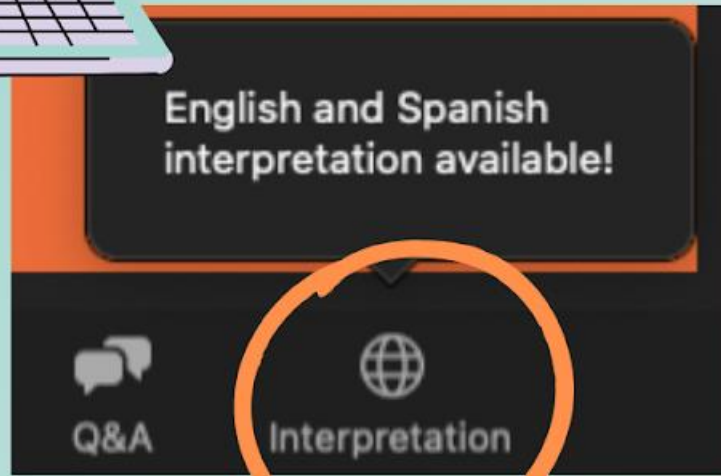 English and Spanish
interpretation available!
Q&A
Interpretation